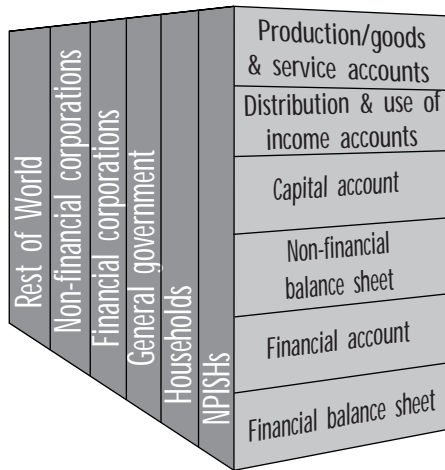 Rest of World
Non-financial corporations
Financial corporations
General government
Households
NPISHs
Production/goods
& service accounts
Distribution & use of
income accounts
Capital account
Non-financial
balance sheet
Financial account
Financial balance sheet